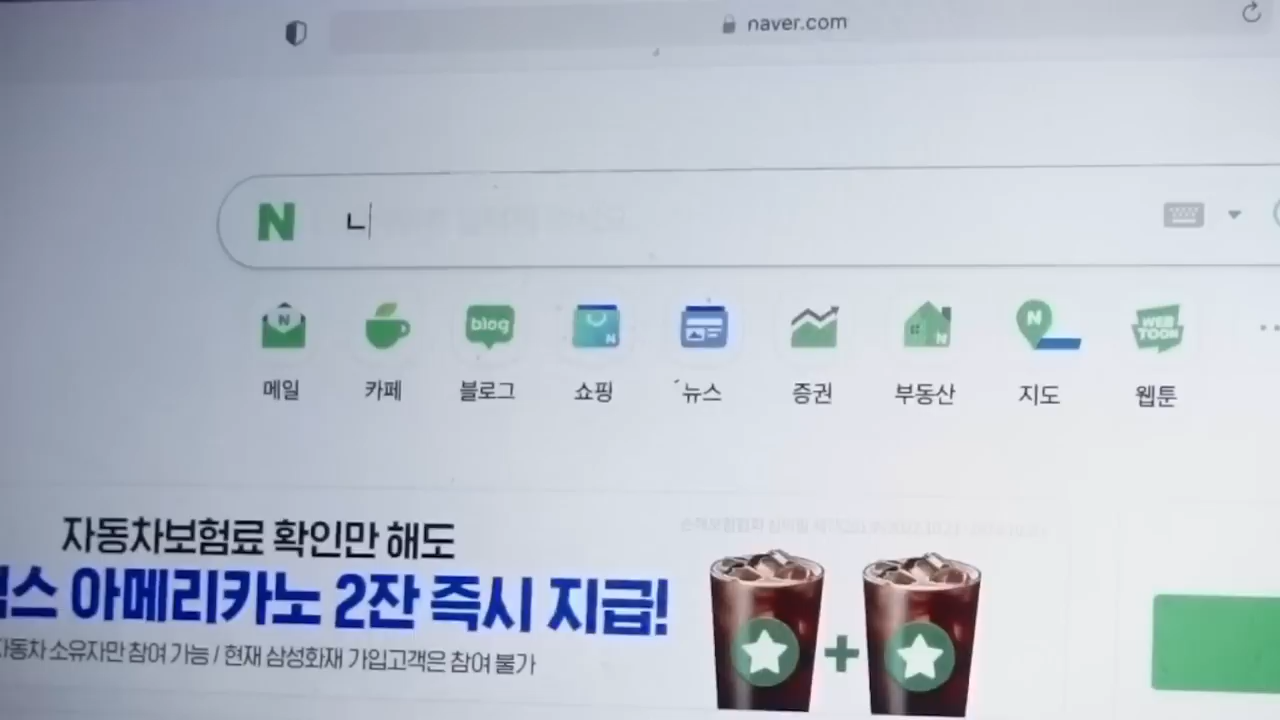 naver.com
N ㄴ
N blog N N N WEB TOON
메일 카페 블로그 쇼핑 뉴스 증권 부동산 지도 웹툰
자동차보험료 확인만 해도
스 아메리카노 2잔 즉시 지급!
자동차 소유자만 참여 가능 / 현재 삼성화재 가입고객은 참여 불가
+